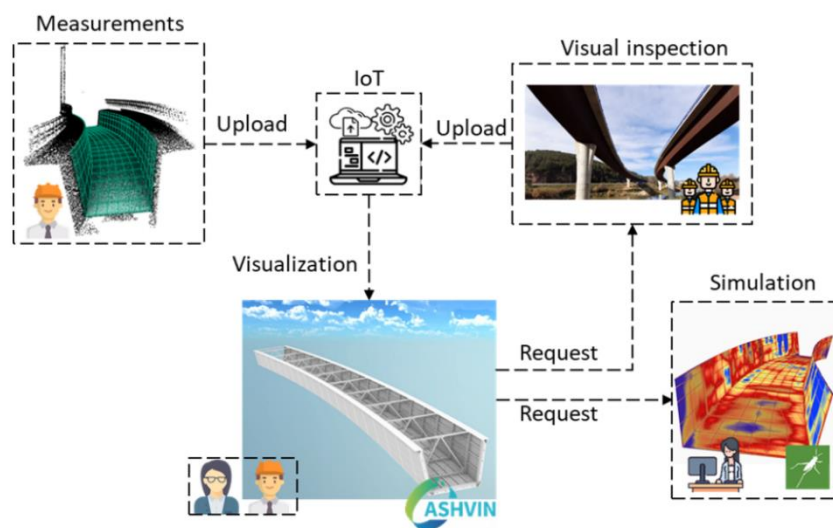 Measurements
Visual inspection
IoT
Upload
Upload
Visualization
Simulation
Request
Request
ASHVIN